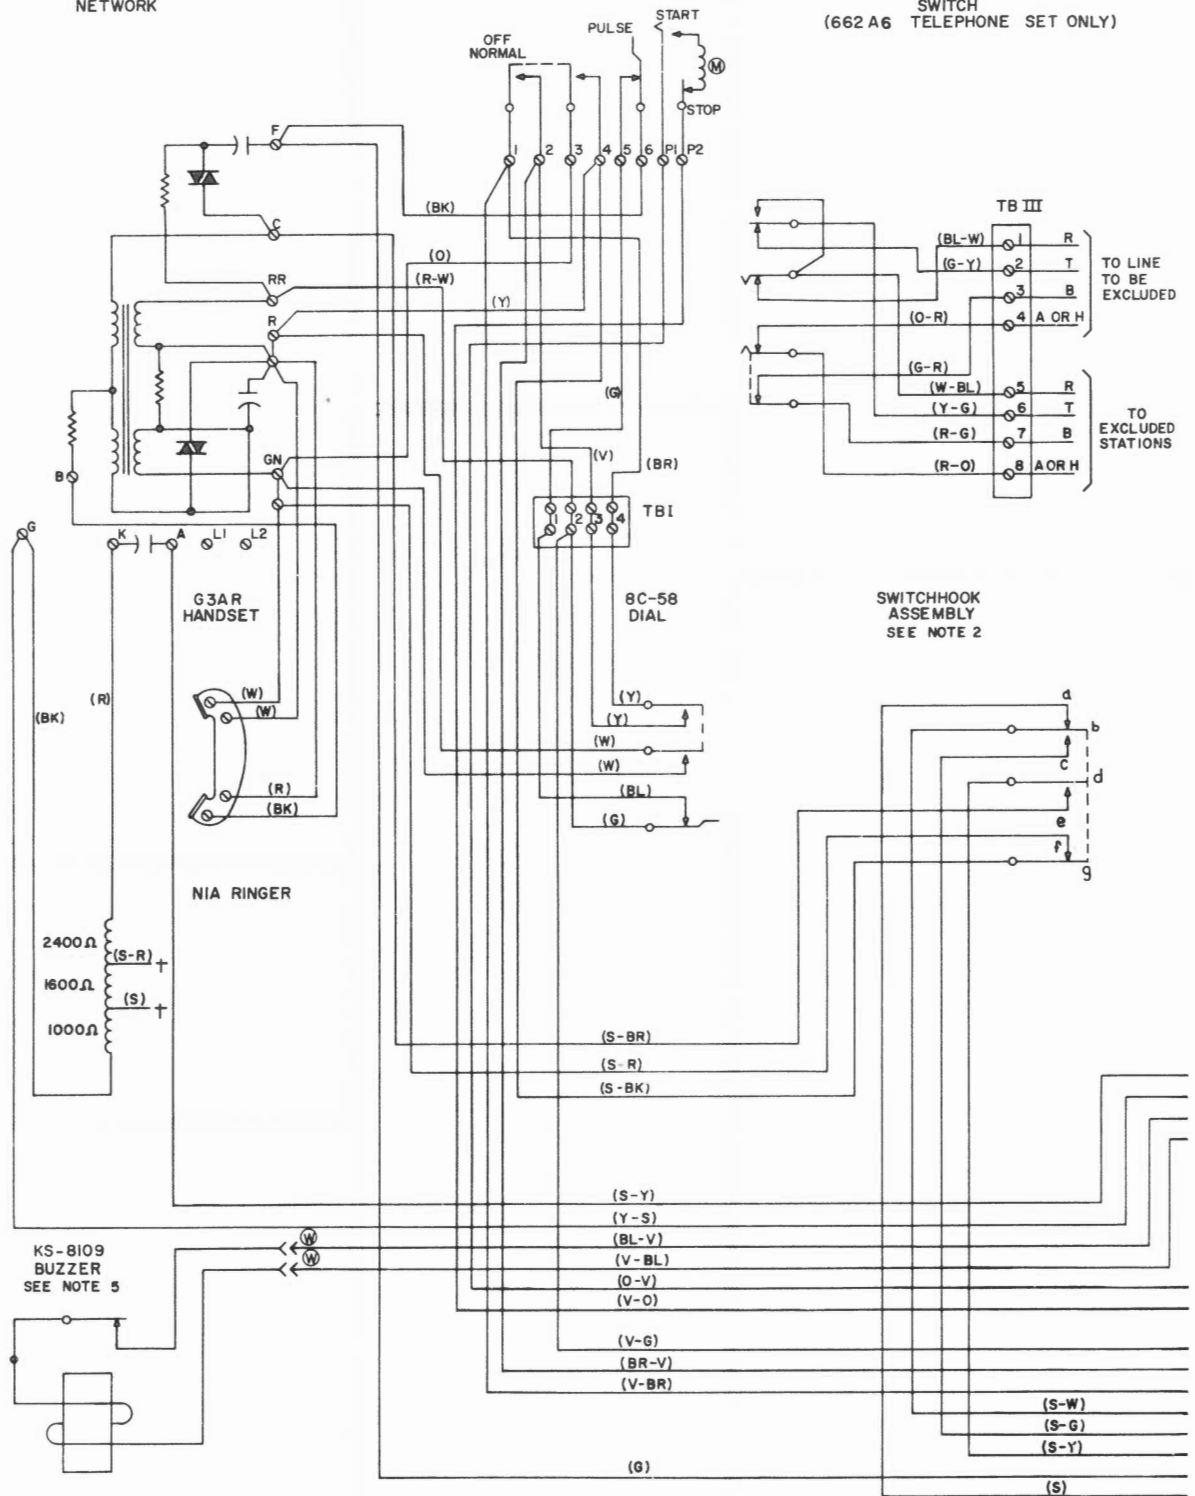 NETWORK
SWITCH
(662 A6 TELEPHONE SET ONLY)
START
PULSE
OFF
NORMAL
M
STOP
F
1 2 3 4 5 6 P1 P2
(BK)
C
(O)
RR
(R-W)
(Y)
R
TB III
(BL-W) 1 R
(G-Y) 2 T
3 B
(O-R) 4 A OR H
TO LINE
TO BE
EXCLUDED
(G-R)
(W-BL) 5 R
(Y-G) 6 T
(R-G) 7 B
(R-O) 8 A OR H
TO
EXCLUDED
STATIONS
(G)
GN
(V)
(BR)
B
1 2 3 4
TB I
G
K A L1 L2
G3AR
HANDSET
8C-58
DIAL
SWITCHHOOK
ASSEMBLY
SEE NOTE 2
(R)
(BK)
(W)
(W)
(R)
(BK)
(Y)
(Y)
(W)
(W)
(BL)
(G)
a
b
c
d
e
f
g
NIA RINGER
2400Ω
(S-R) †
1600Ω
(S) †
1000Ω
(S-BR)
(S-R)
(S-BK)
(S-Y)
(Y-S)
W (BL-V)
W (V-BL)
(O-V)
(V-O)
KS-8109
BUZZER
SEE NOTE 5
(V-G)
(BR-V)
(V-BR)
(S-W)
(S-G)
(S-Y)
(G)
(S)